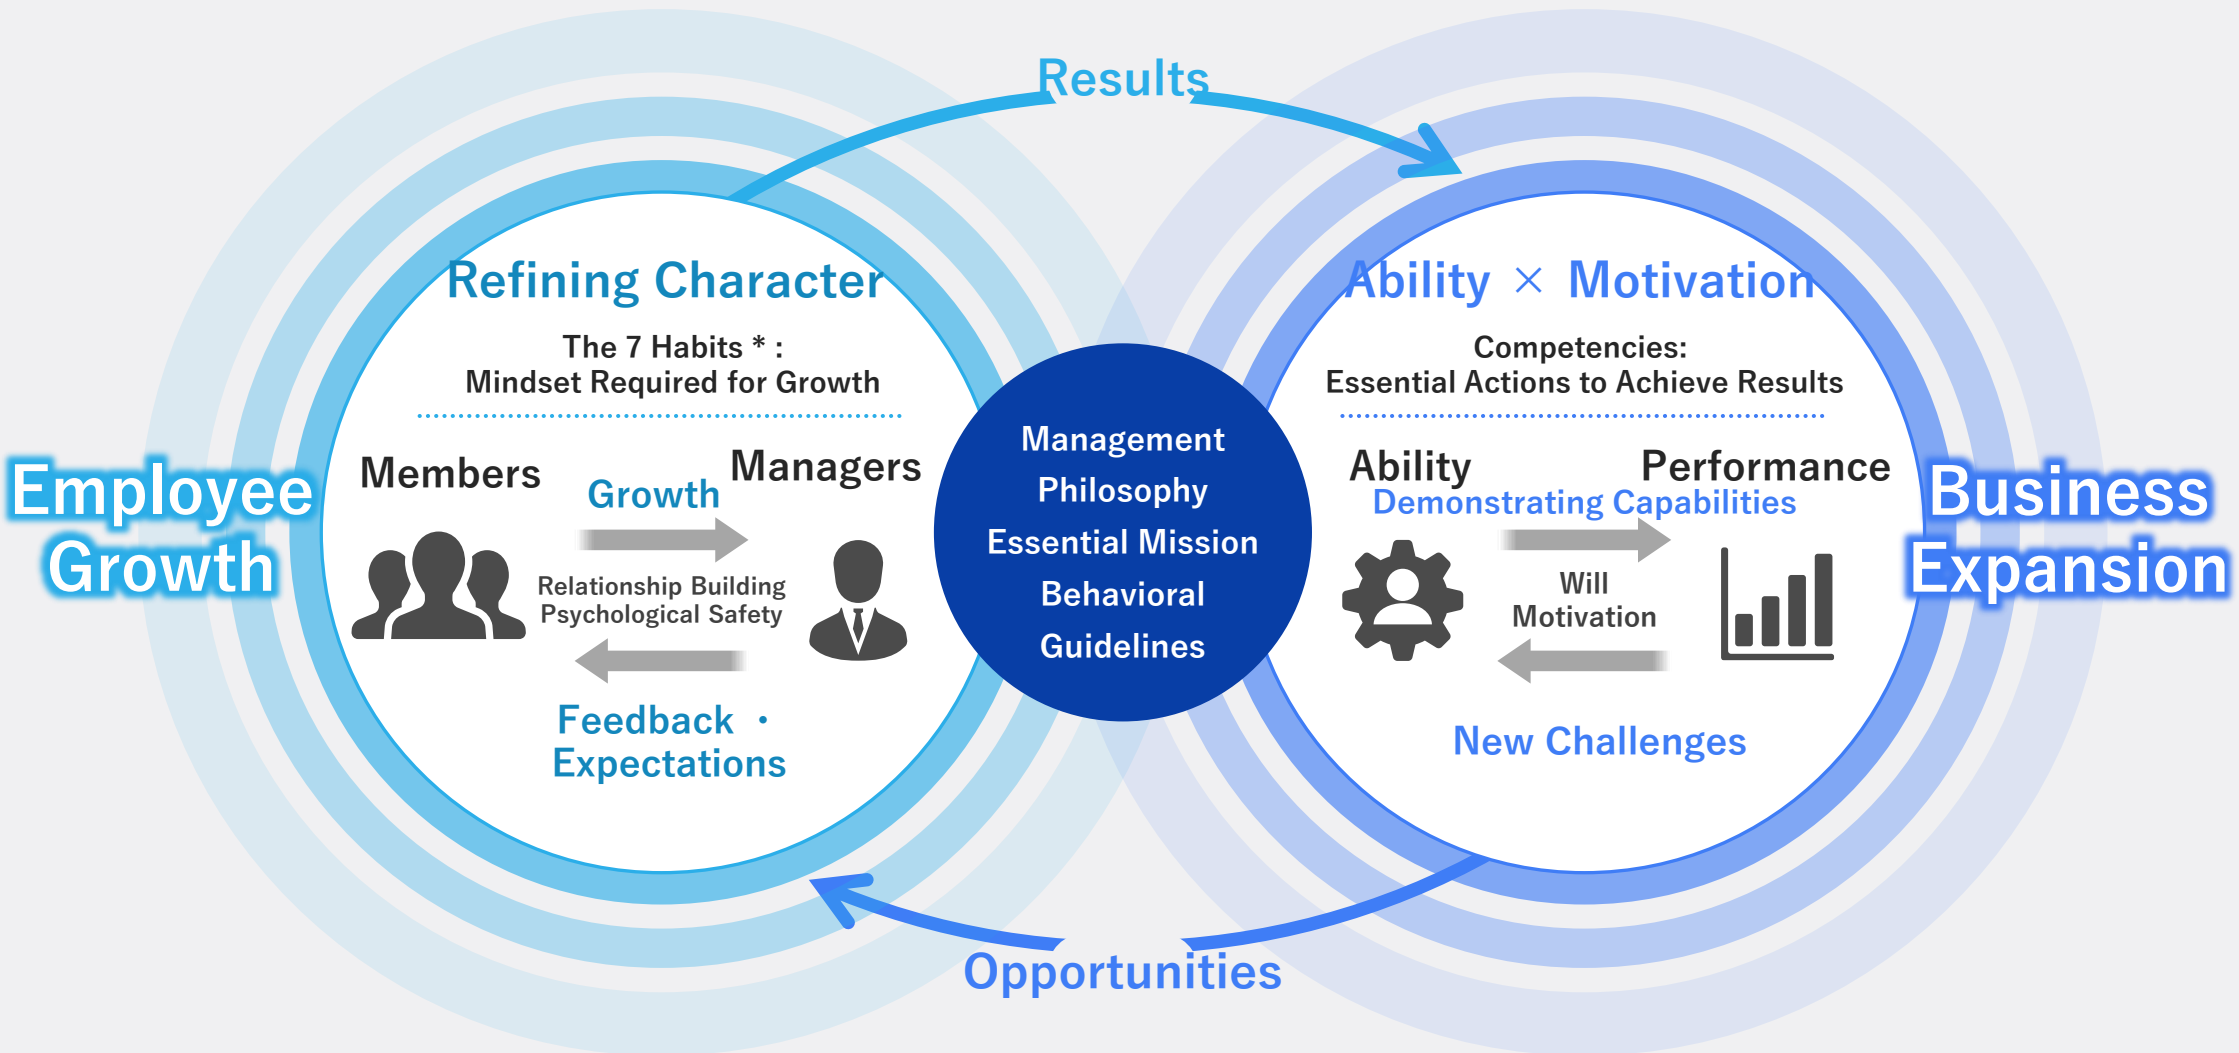 Results
Employee
Growth
Refining Character
The 7 Habits * :
Mindset Required for Growth
Members
Growth
Managers
Relationship Building
Psychological Safety
Feedback ・
Expectations
Management
Philosophy
Essential Mission
Behavioral
Guidelines
Ability × Motivation
Competencies:
Essential Actions to Achieve Results
Ability
Performance
Demonstrating Capabilities
Will
Motivation
New Challenges
Business
Expansion
Opportunities